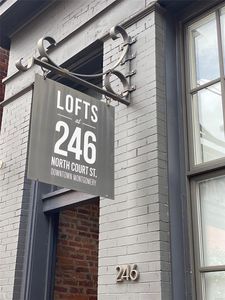 LOFTS
at
246
NORTH COURT ST.
DOWNTOWN MONTGOMERY
246